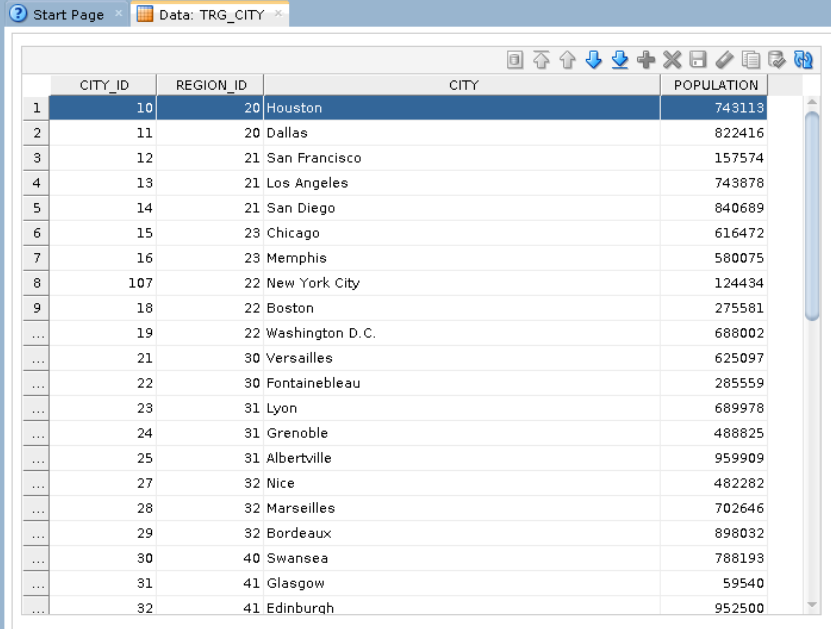 Start Page Data: TRG_CITY
CITY_ID REGION_ID CITY POPULATION
1 10 20 Houston 743113
2 11 20 Dallas 822416
3 12 21 San Francisco 157574
4 13 21 Los Angeles 743878
5 14 21 San Diego 840689
6 15 23 Chicago 616472
7 16 23 Memphis 580075
8 107 22 New York City 124434
9 18 22 Boston 275581
... 19 22 Washington D.C. 688002
... 21 30 Versailles 625097
... 22 30 Fontainebleau 285559
... 23 31 Lyon 689978
... 24 31 Grenoble 488825
... 25 31 Albertville 959909
... 27 32 Nice 482282
... 28 32 Marseilles 702646
... 29 32 Bordeaux 898032
... 30 40 Swansea 788193
... 31 41 Glasgow 59540
... 32 41 Edinburgh 952500